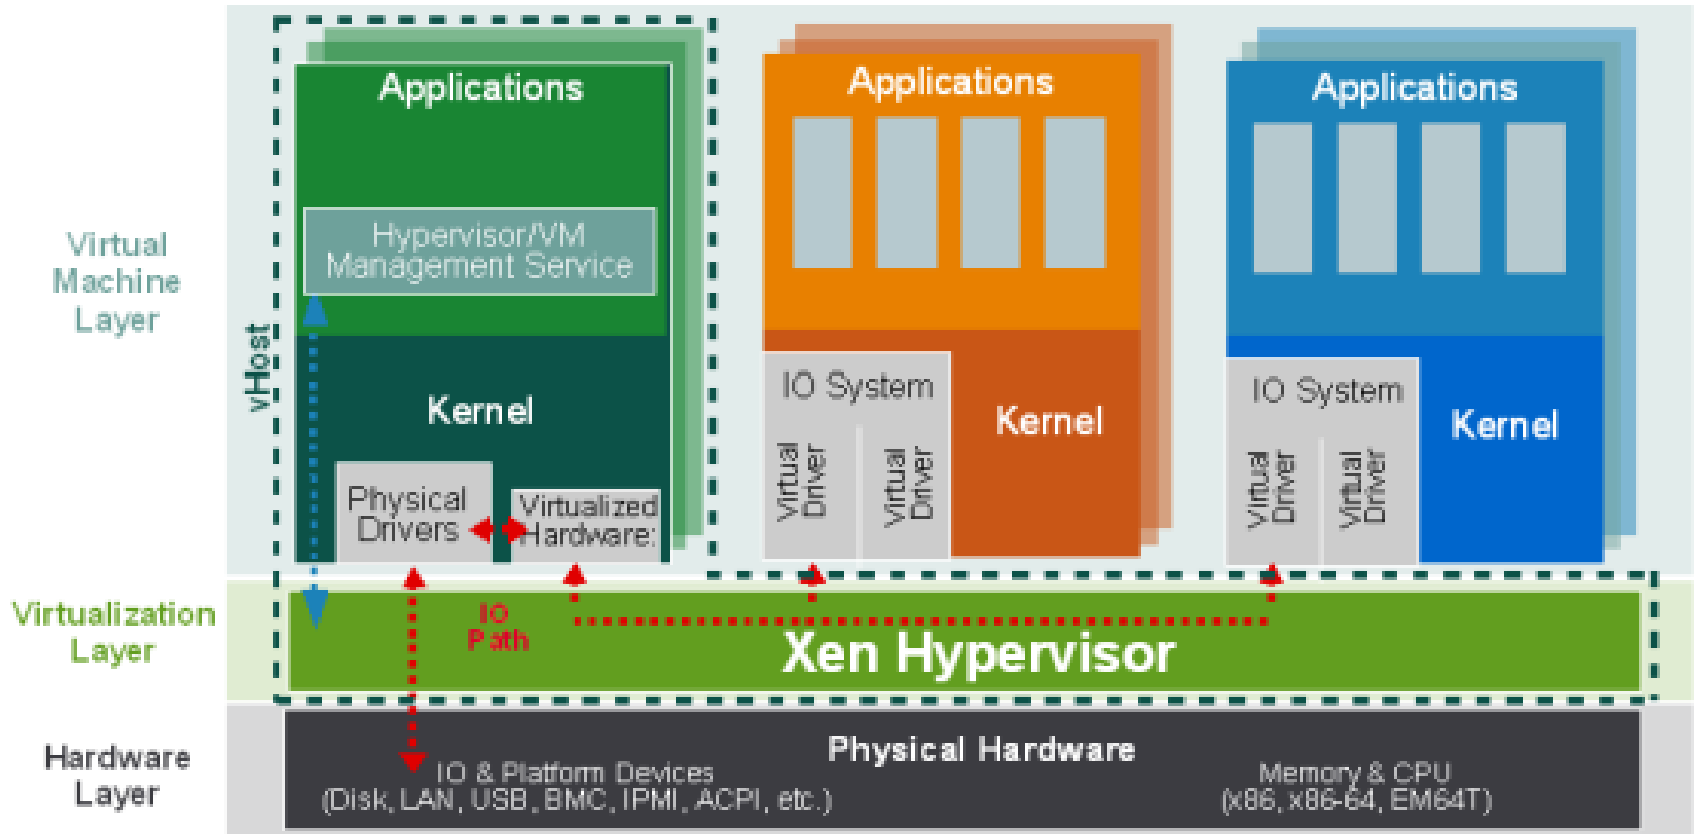 Virtual
Machine
Layer
vHost
Applications
Hypervisor/VM
Management Service
Kernel
Physical
Drivers
Virtualized
Hardware:
Applications
IO System
Virtual
Driver
Virtual
Driver
Kernel
Applications
IO System
Virtual
Driver
Virtual
Driver
Kernel
Virtualization
Layer
IO
Path
Xen Hypervisor
Hardware
Layer
Physical Hardware
IO & Platform Devices
(Disk, LAN, USB, BMC, IPMI, ACPI, etc.)
Memory & CPU
(x86, x86-64, EM64T)